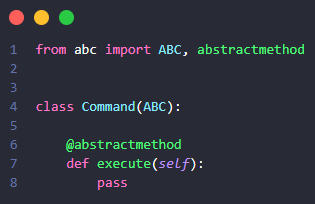 1 from abc import ABC, abstractmethod
2
3
4 class Command(ABC):
5
6     @abstractmethod
7     def execute(self):
8         pass